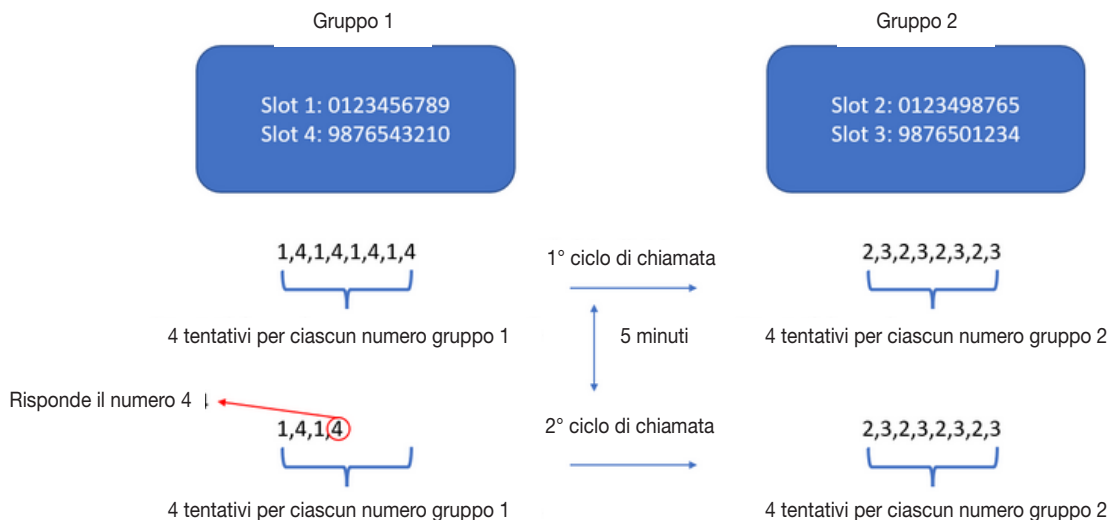 Gruppo 1
Gruppo 2
Slot 1: 0123456789
Slot 4: 9876543210
Slot 2: 0123498765
Slot 3: 9876501234
1,4,1,4,1,4,1,4
1° ciclo di chiamata
2,3,2,3,2,3,2,3
4 tentativi per ciascun numero gruppo 1
5 minuti
4 tentativi per ciascun numero gruppo 2
Risponde il numero 4
1,4,1,4
2° ciclo di chiamata
2,3,2,3,2,3,2,3
4 tentativi per ciascun numero gruppo 1
4 tentativi per ciascun numero gruppo 2